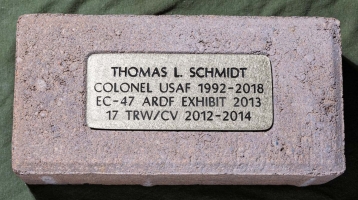 THOMAS L. SCHMIDT
COLONEL USAF 1992-2018
EC-47 ARDF EXHIBIT 2013
17 TRW/CV 2012-2014